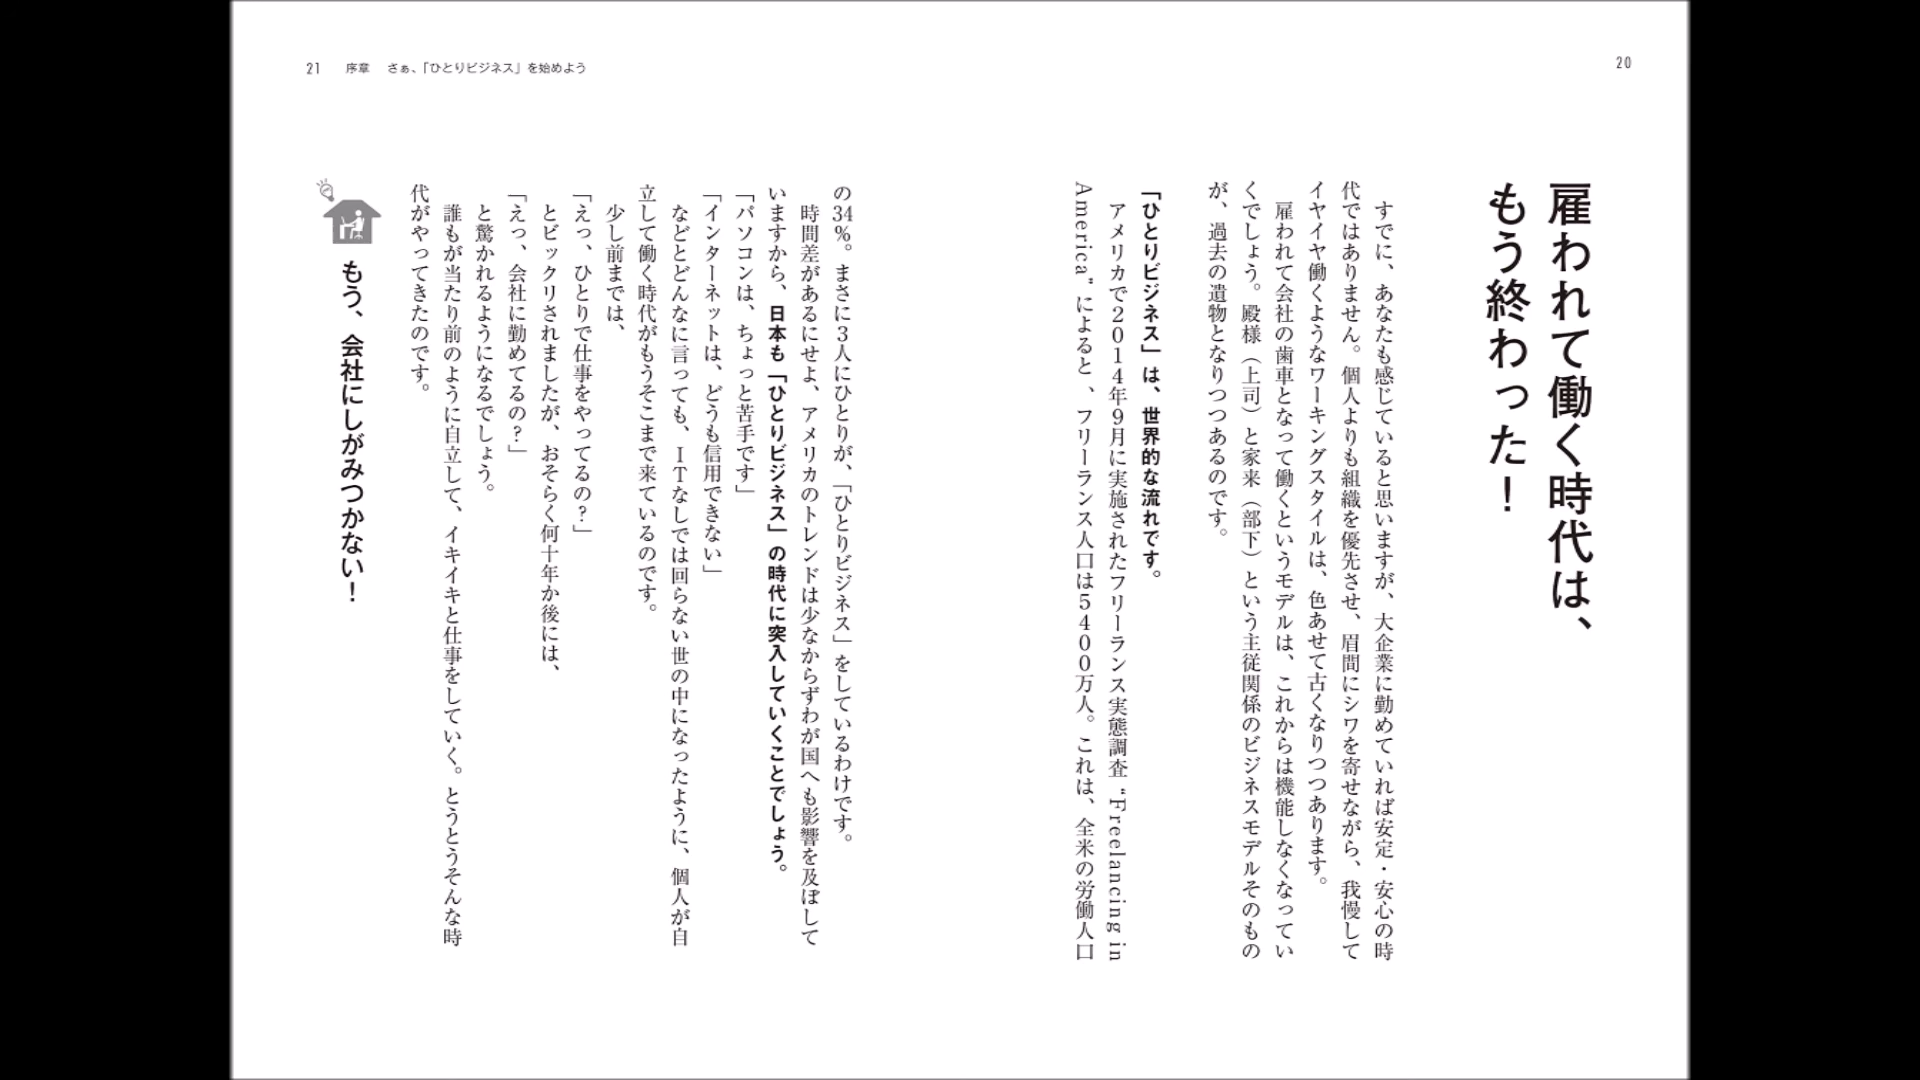 20
雇われて働く時代は、
もう終わった！
すでに、あなたも感じていると思いますが、大企業に勤めていれば安定・安心の時
代ではありません。個人よりも組織を優先させ、眉間にシワを寄せながら、我慢して
イヤイヤ働くようなワーキングスタイルは、色あせて古くなりつつあります。
雇われて会社の歯車となって働くというモデルは、これからは機能しなくなってい
くでしょう。殿様（上司）と家来（部下）という主従関係のビジネスモデルそのもの
が、過去の遺物となりつつあるのです。
「ひとりビジネス」は、世界的な流れです。
アメリカで2014年9月に実施されたフリーランス実態調査“Freelancing in
America”によると、フリーランス人口は5400万人。これは、全米の労働人口
21 序章 さぁ、「ひとりビジネス」を始めよう
の34%。まさに3人にひとりが、「ひとりビジネス」をしているわけです。
時間差があるにせよ、アメリカのトレンドは少なからずわが国へも影響を及ぼして
いますから、日本も「ひとりビジネス」の時代に突入していくことでしょう。
「パソコンは、ちょっと苦手です」
「インターネットは、どうも信用できない」
などとどんなに言っても、ITなしでは回らない世の中になったように、個人が自
立して働く時代がもうそこまで来ているのです。
少し前までは、
「えっ、ひとりで仕事をやってるの？」
とビックリされましたが、おそらく何十年か後には、
「えっ、会社に勤めてるの？」
と驚かれるようになるでしょう。
誰もが当たり前のように自立して、イキイキと仕事をしていく。とうとうそんな時
代がやってきたのです。
もう、会社にしがみつかない！